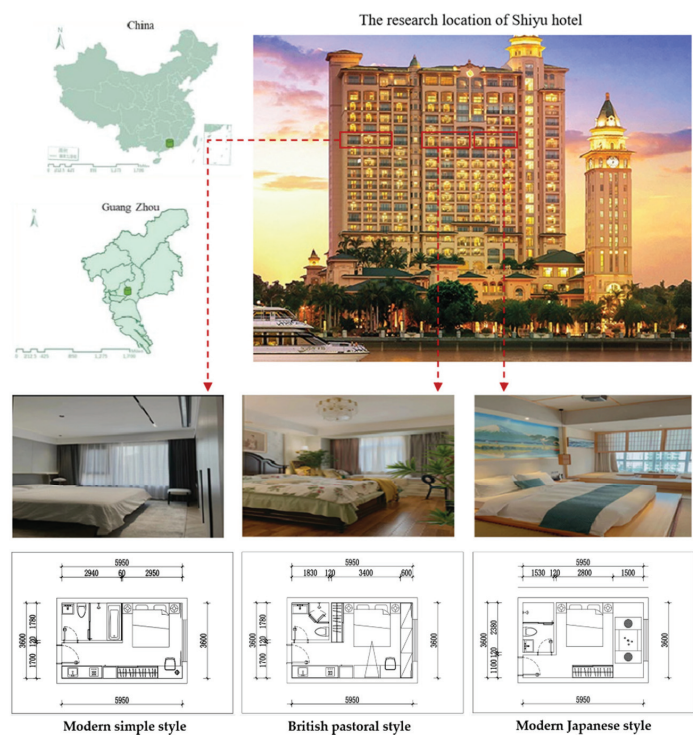 The research location of Shiyu hotel
China
N
Guang Zhou
N
Modern simple style
5950
2940 60 2950
3600
1780
120
1700
3600
5950
British pastoral style
5950
1830 120 3400 600
3600
1780
120
1700
3600
5950
Modern Japanese style
5950
1530 120 2800 1500
3600
2380
120
1100
3600
5950